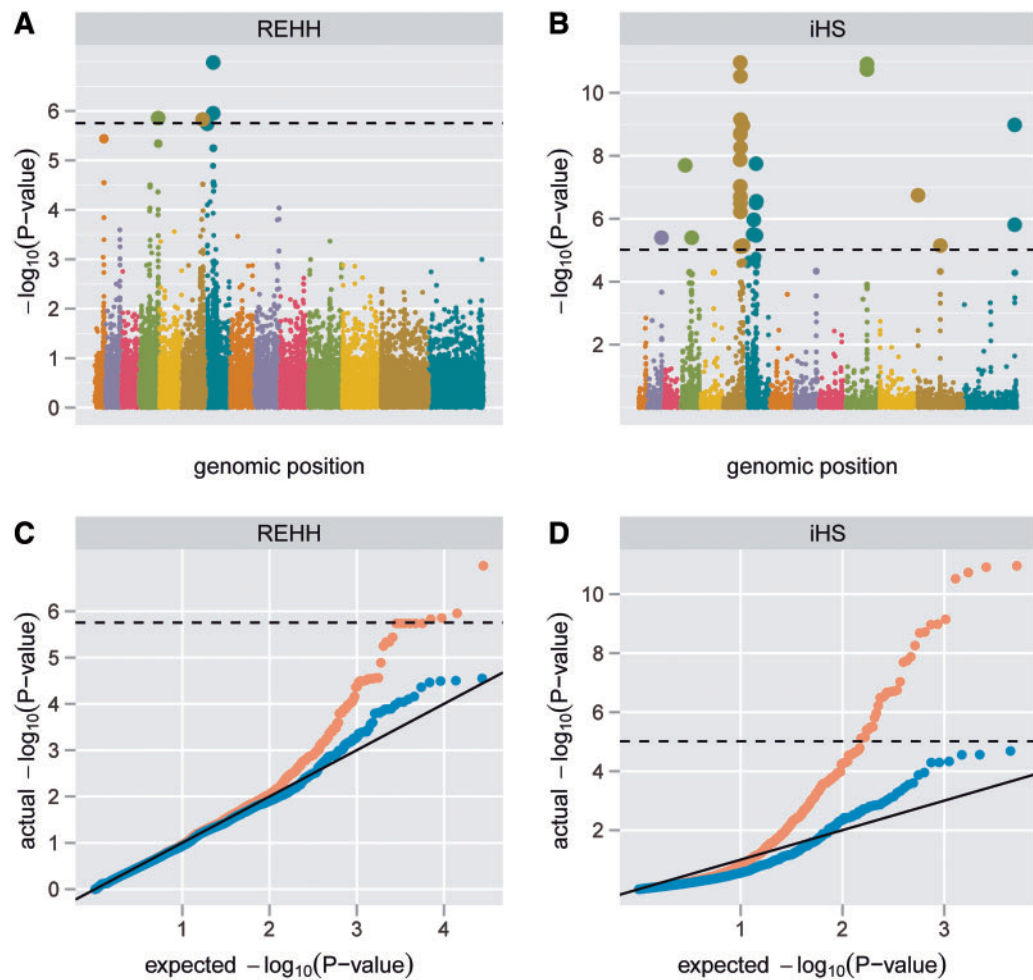 A
REHH
−log10(P−value)
6
5
4
3
2
1
0
genomic position
B
iHS
−log10(P−value)
10
8
6
4
2
genomic position
C
REHH
actual −log10(P−value)
6
5
4
3
2
1
0
1 2 3 4
expected −log10(P−value)
D
iHS
actual −log10(P−value)
10
8
6
4
2
1 2 3
expected −log10(P−value)